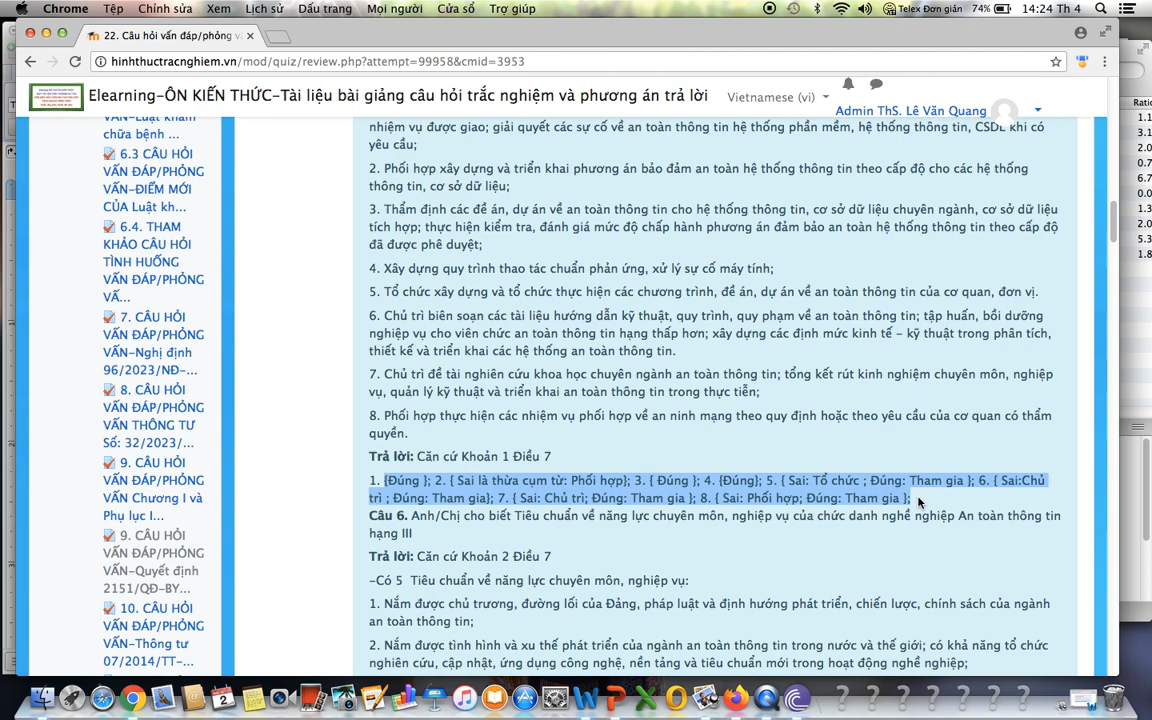 Chrome Tệp Chỉnh sửa Xem Lịch sử Dấu trang Mọi người Cửa sổ Trợ giúp Telex Đơn giản 74% 14:24 Th 4
22. Câu hỏi vấn đáp/phỏng v
hinhthuctracnghiem.vn/mod/quiz/review.php?attempt=99958&cmid=3953
Elearning–ÔN KIẾN THỨC–Tài liệu bài giảng câu hỏi trắc nghiệm và phương án trả lời
Vietnamese (vi)
Admin ThS. Lê Văn Quang
VẤN ĐÁP/PHỎNG
VẤN–Luật khám
chữa bệnh ...
6.3 CÂU HỎI
VẤN ĐÁP/PHỎNG
VẤN–ĐIỂM MỚI
CỦA Luật kh...
6.4. THAM
KHẢO CÂU HỎI
TÌNH HUỐNG
VẤN ĐÁP/PHỎNG
VẤ...
7. CÂU HỎI
VẤN ĐÁP/PHỎNG
VẤN–Nghị định
96/2023/NĐ–...
8. CÂU HỎI
VẤN ĐÁP/PHỎNG
VẤN THÔNG TƯ
Số: 32/2023/...
9. CÂU HỎI
VẤN ĐÁP/PHỎNG
VẤN Chương I và
Phụ lục I...
9. CÂU HỎI
VẤN ĐÁP/PHỎNG
VẤN–Quyết định
2151/QĐ–BY...
10. CÂU HỎI
VẤN ĐÁP/PHỎNG
VẤN–Thông tư
07/2014/TT–...
nhiệm vụ được giao; giải quyết các sự cố về an toàn thông tin hệ thống phần mềm, hệ thống thông tin, CSDL khi có
yêu cầu;
2. Phối hợp xây dựng và triển khai phương án bảo đảm an toàn hệ thống thông tin theo cấp độ cho các hệ thống
thông tin, cơ sở dữ liệu;
3. Thẩm định các đề án, dự án về an toàn thông tin cho hệ thống thông tin, cơ sở dữ liệu chuyên ngành, cơ sở dữ liệu
tích hợp; thực hiện kiểm tra, đánh giá mức độ chấp hành phương án đảm bảo an toàn hệ thống thông tin theo cấp độ
đã được phê duyệt;
4. Xây dựng quy trình thao tác chuẩn phản ứng, xử lý sự cố máy tính;
5. Tổ chức xây dựng và tổ chức thực hiện các chương trình, đề án, dự án về an toàn thông tin của cơ quan, đơn vị.
6. Chủ trì biên soạn các tài liệu hướng dẫn kỹ thuật, quy trình, quy phạm về an toàn thông tin; tập huấn, bồi dưỡng
nghiệp vụ cho viên chức an toàn thông tin hạng thấp hơn; xây dựng các định mức kinh tế – kỹ thuật trong phân tích,
thiết kế và triển khai các hệ thống an toàn thông tin.
7. Chủ trì đề tài nghiên cứu khoa học chuyên ngành an toàn thông tin; tổng kết rút kinh nghiệm chuyên môn, nghiệp
vụ, quản lý kỹ thuật và triển khai an toàn thông tin trong thực tiễn;
8. Phối hợp thực hiện các nhiệm vụ phối hợp về an ninh mạng theo quy định hoặc theo yêu cầu của cơ quan có thẩm
quyền.
Trả lời: Căn cứ Khoản 1 Điều 7
1. {Đúng }; 2. { Sai là thừa cụm từ: Phối hợp}; 3. { Đúng }; 4. {Đúng}; 5. { Sai: Tổ chức ; Đúng: Tham gia }; 6. { Sai:Chủ
trì ; Đúng: Tham gia}; 7. { Sai: Chủ trì; Đúng: Tham gia }; 8. { Sai: Phối hợp; Đúng: Tham gia };
Câu 6. Anh/Chị cho biết Tiêu chuẩn về năng lực chuyên môn, nghiệp vụ của chức danh nghề nghiệp An toàn thông tin
hạng III
Trả lời: Căn cứ Khoản 2 Điều 7
–Có 5 Tiêu chuẩn về năng lực chuyên môn, nghiệp vụ:
1. Nắm được chủ trương, đường lối của Đảng, pháp luật và định hướng phát triển, chiến lược, chính sách của ngành
an toàn thông tin;
2. Nắm được tình hình và xu thế phát triển của ngành an toàn thông tin trong nước và thế giới; có khả năng tổ chức
nghiên cứu, cập nhật, ứng dụng công nghệ, nền tảng và tiêu chuẩn mới trong hoạt động nghề nghiệp;
Ratio
1.1
3.1
2.0
0.7
6.7
0.0
1.3
2.0
5.3
1.8